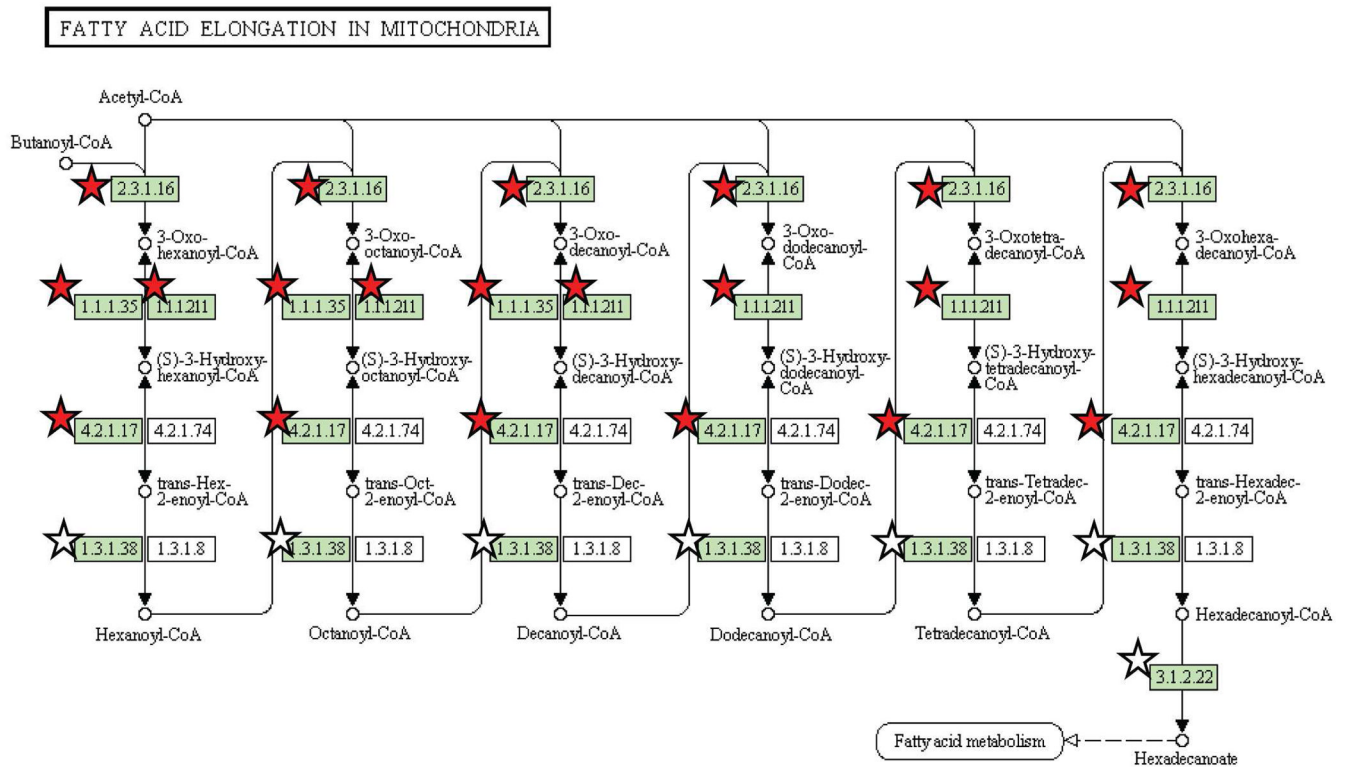 FATTY ACID ELONGATION IN MITOCHONDRIA
Acetyl-CoA
Butanoyl-CoA
2.3.1.16
2.3.1.16
2.3.1.16
2.3.1.16
2.3.1.16
2.3.1.16
3-Oxo-
hexanoyl-CoA
3-Oxo-
octanoyl-CoA
3-Oxo-
decanoyl-CoA
3-Oxo-
dodecanoyl-
CoA
3-Oxotetra-
decanoyl-CoA
3-Oxohexa-
decanoyl-CoA
1.1.1.35
1.1.1.211
1.1.1.35
1.1.1.211
1.1.1.35
1.1.1.211
1.1.1.211
1.1.1.211
1.1.1.211
(S)-3-Hydroxy-
hexanoyl-CoA
(S)-3-Hydroxy-
octanoyl-CoA
(S)-3-Hydroxy-
decanoyl-CoA
(S)-3-Hydroxy-
dodecanoyl-
CoA
(S)-3-Hydroxy-
tetradecanoyl-
CoA
(S)-3-Hydroxy-
hexadecanoyl-CoA
4.2.1.17
4.2.1.74
4.2.1.17
4.2.1.74
4.2.1.17
4.2.1.74
4.2.1.17
4.2.1.74
4.2.1.17
4.2.1.74
4.2.1.17
4.2.1.74
trans-Hex-
2-enoyl-CoA
trans-Oct-
2-enoyl-CoA
trans-Dec-
2-enoyl-CoA
trans-Dodec-
2-enoyl-CoA
trans-Tetradec-
2-enoyl-CoA
trans-Hexadec-
2-enoyl-CoA
1.3.1.38
1.3.1.8
1.3.1.38
1.3.1.8
1.3.1.38
1.3.1.8
1.3.1.38
1.3.1.8
1.3.1.38
1.3.1.8
1.3.1.38
1.3.1.8
Hexanoyl-CoA
Octanoyl-CoA
Decanoyl-CoA
Dodecanoyl-CoA
Tetradecanoyl-CoA
Hexadecanoyl-CoA
3.1.2.22
Fatty acid metabolism
Hexadecanoate